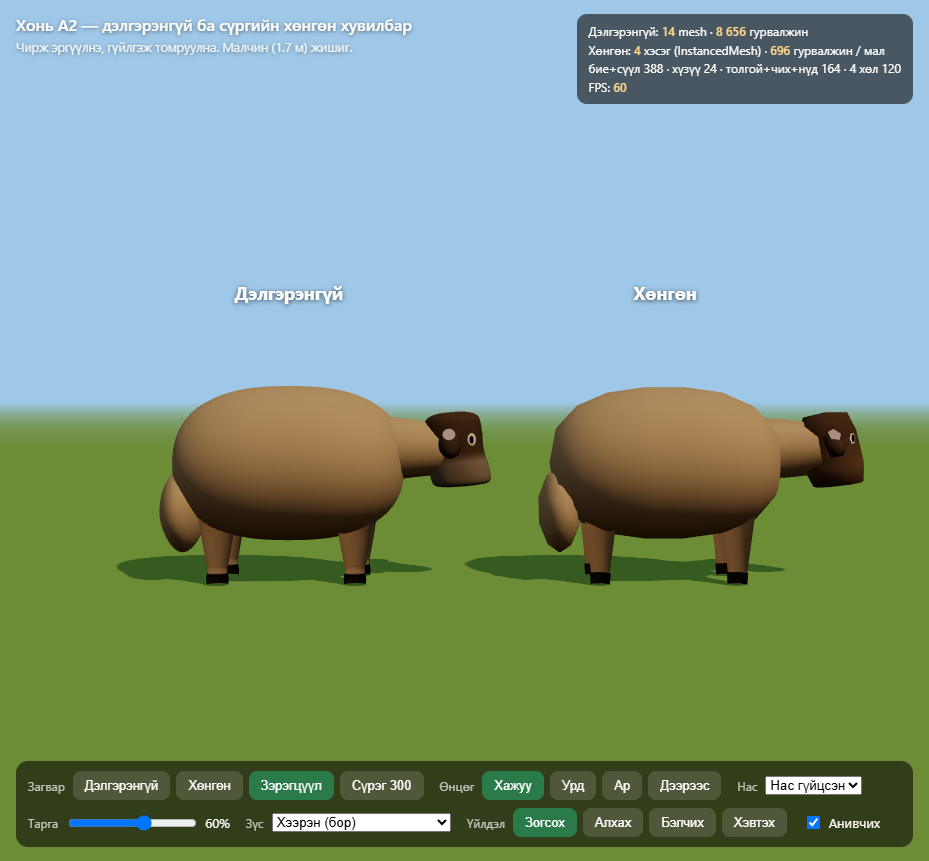 Хонь A2 — дэлгэрэнгүй ба сүргийн хөнгөн хувилбар
Чирж эргүүлнэ, гүйлгэж томруулна. Малчин (1.7 м) жишиг.
Дэлгэрэнгүй: 14 mesh · 8 656 гурвалжин
Хөнгөн: 4 хэсэг (InstancedMesh) · 696 гурвалжин / мал
бие+сүүл 388 · хүзүү 24 · толгой+чих+нүд 164 · 4 хөл 120
FPS: 60
Дэлгэрэнгүй
Хөнгөн
Загвар Дэлгэрэнгүй Хөнгөн Зэрэгцүүл Сүрэг 300 Өнцөг Хажуу Урд Ар Дээрээс Нас Нас гүйцсэн
Тарга 60% Зүс Хээрэн (бор) Үйлдэл Зогсох Алхах Бэлчих Хэвтэх Анивчих